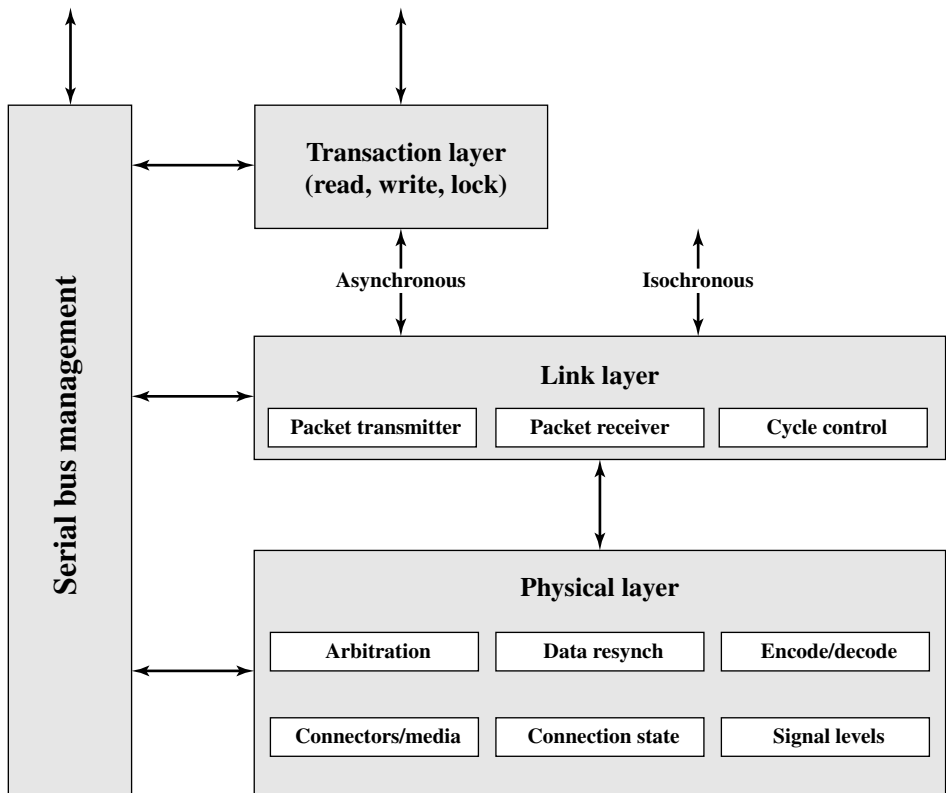 Serial bus management
Transaction layer
(read, write, lock)
Asynchronous
Isochronous
Link layer
Packet transmitter
Packet receiver
Cycle control
Physical layer
Arbitration
Data resynch
Encode/decode
Connectors/media
Connection state
Signal levels